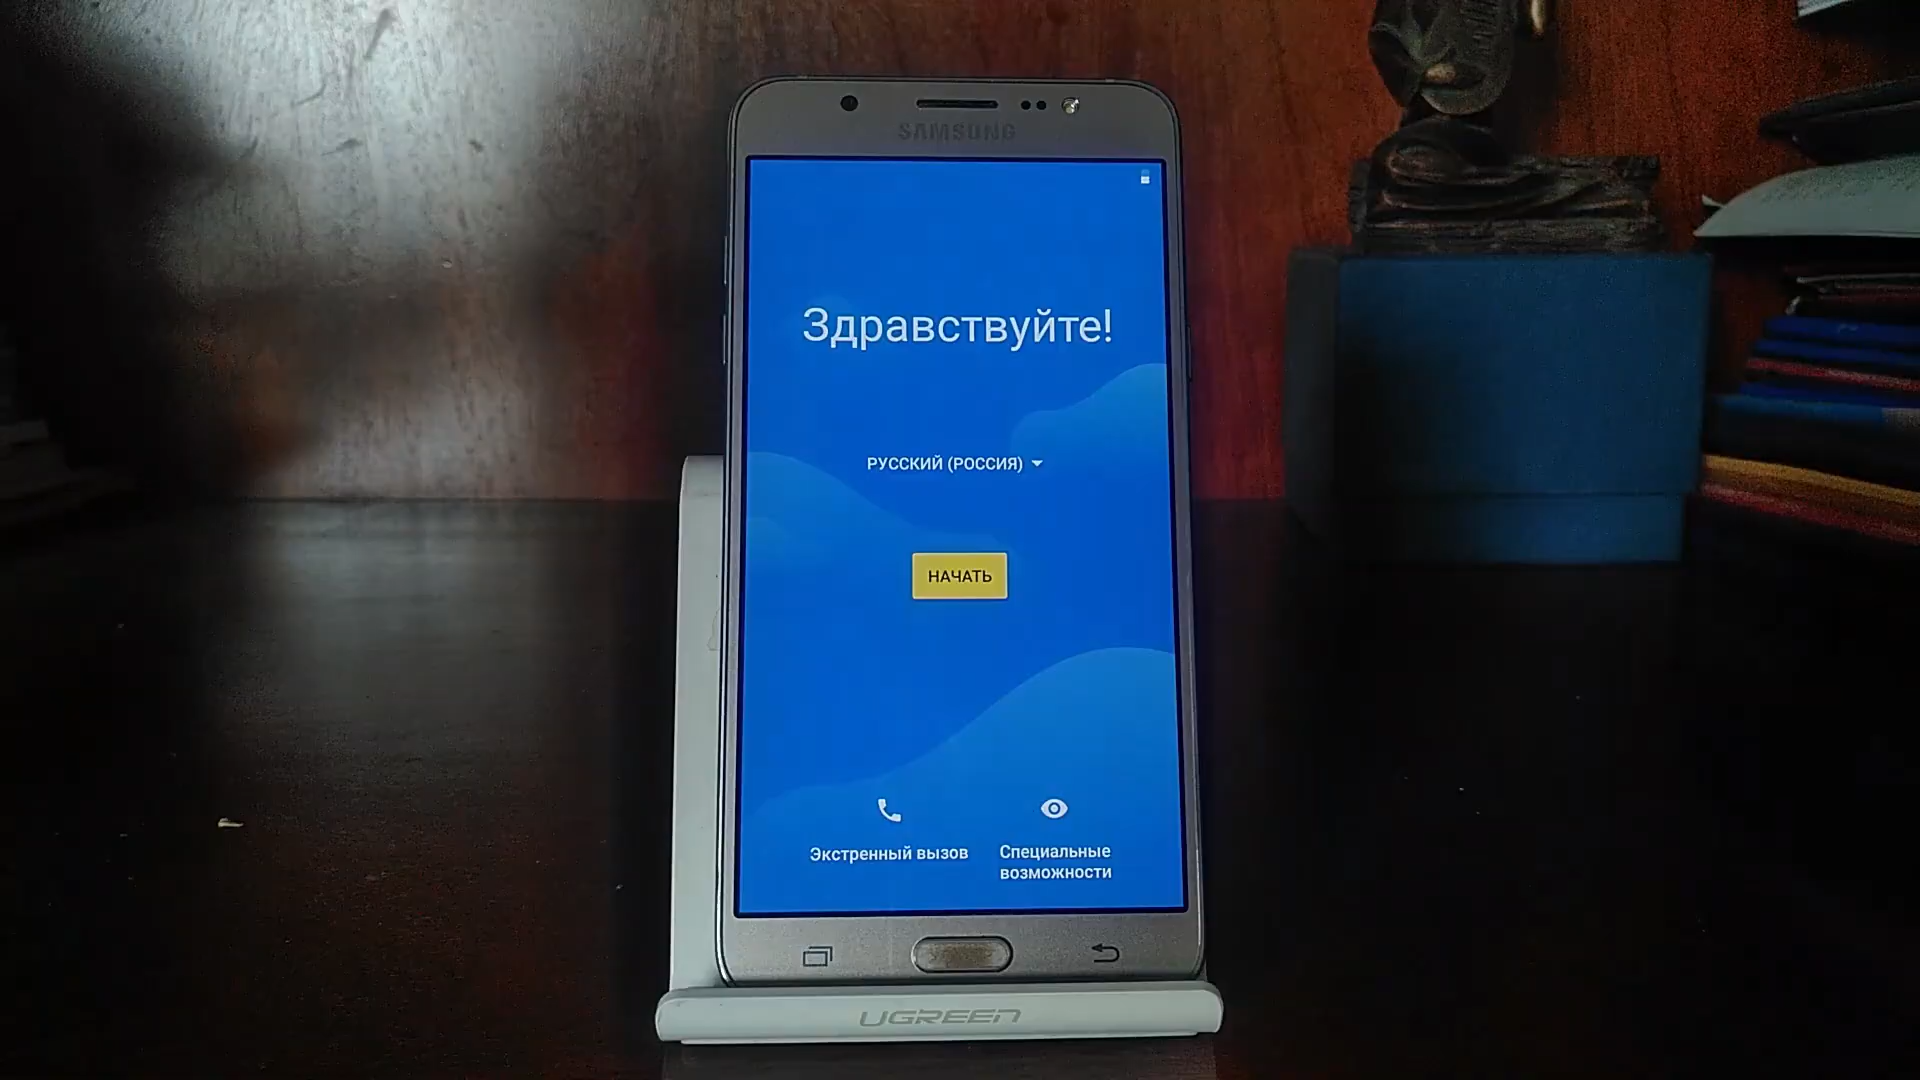 SAMSUNG
Здравствуйте!
РУССКИЙ (РОССИЯ)
НАЧАТЬ
Экстренный вызов
Специальные
возможности
UGREEN